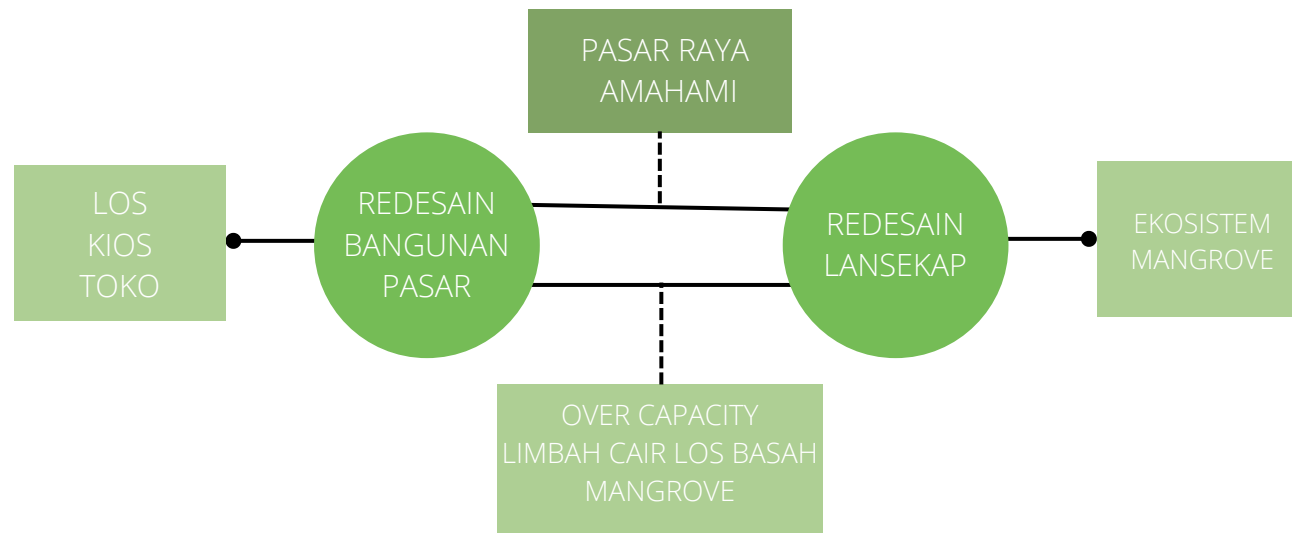 PASAR RAYA
AMAHAMI
LOS
KIOS
TOKO
REDESAIN
BANGUNAN
PASAR
REDESAIN
LANSEKAP
EKOSISTEM
MANGROVE
OVER CAPACITY
LIMBAH CAIR LOS BASAH
MANGROVE